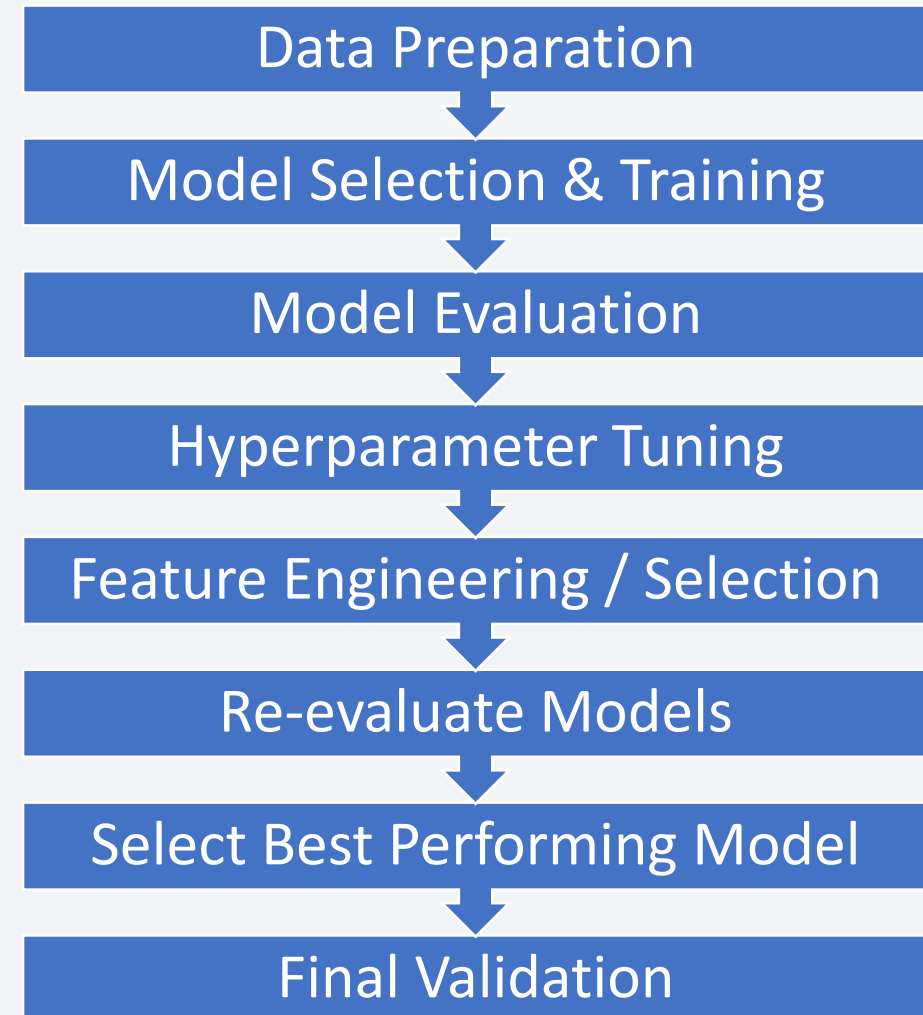 Data Preparation
Model Selection & Training
Model Evaluation
Hyperparameter Tuning
Feature Engineering / Selection
Re-evaluate Models
Select Best Performing Model
Final Validation